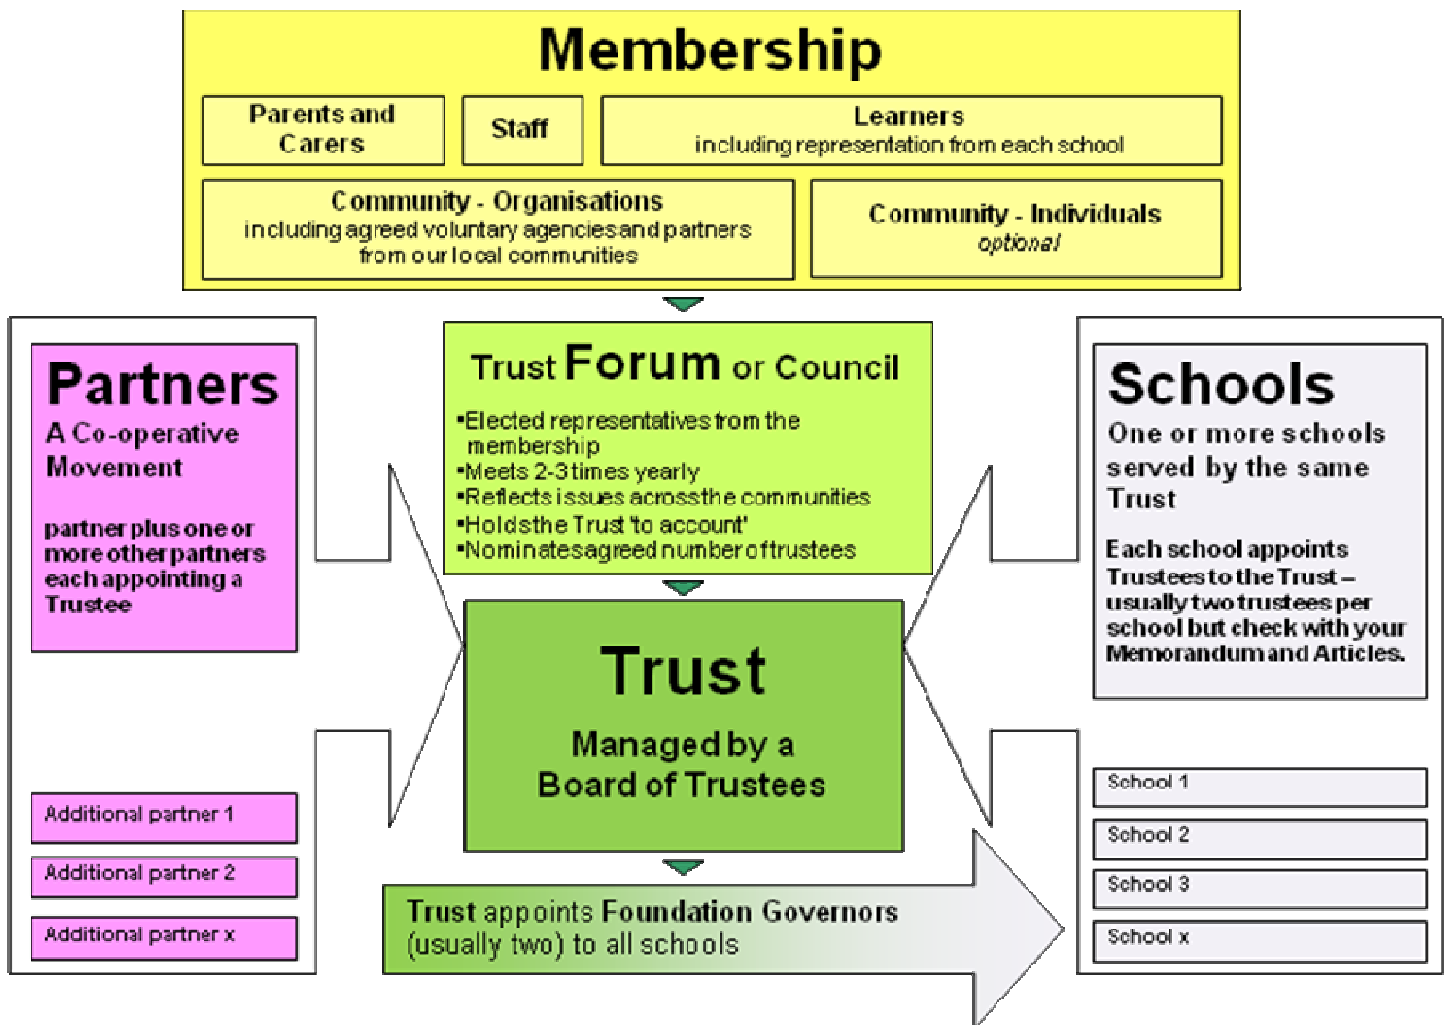 Membership
Parents and
Carers
Staff
Learners
including representation from each school
Community - Organisations
including agreed voluntary agencies and partners
from our local communities
Community - Individuals
optional
Partners
A Co-operative
Movement
partner plus one or
more other partners
each appointing a
Trustee
Additional partner 1
Additional partner 2
Additional partner x
Trust Forum or Council
▪Elected representatives from the
membership
▪Meets 2-3 times yearly
▪Reflects issues across the communities
▪Holds the Trust 'to account'
▪Nominates agreed number of trustees
Trust
Managed by a
Board of Trustees
Trust appoints Foundation Governors
(usually two) to all schools
Schools
One or more schools
served by the same
Trust
Each school appoints
Trustees to the Trust –
usually two trustees per
school but check with your
Memorandum and Articles.
School 1
School 2
School 3
School x